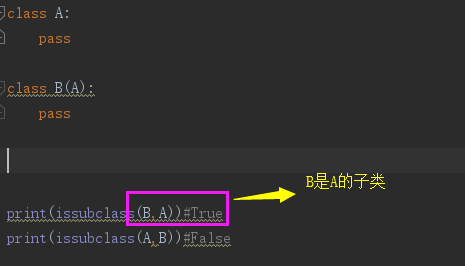 class A:
    pass
class B(A):
    pass
B是A的子类
print(issubclass(B,A))#True
print(issubclass(A,B))#False